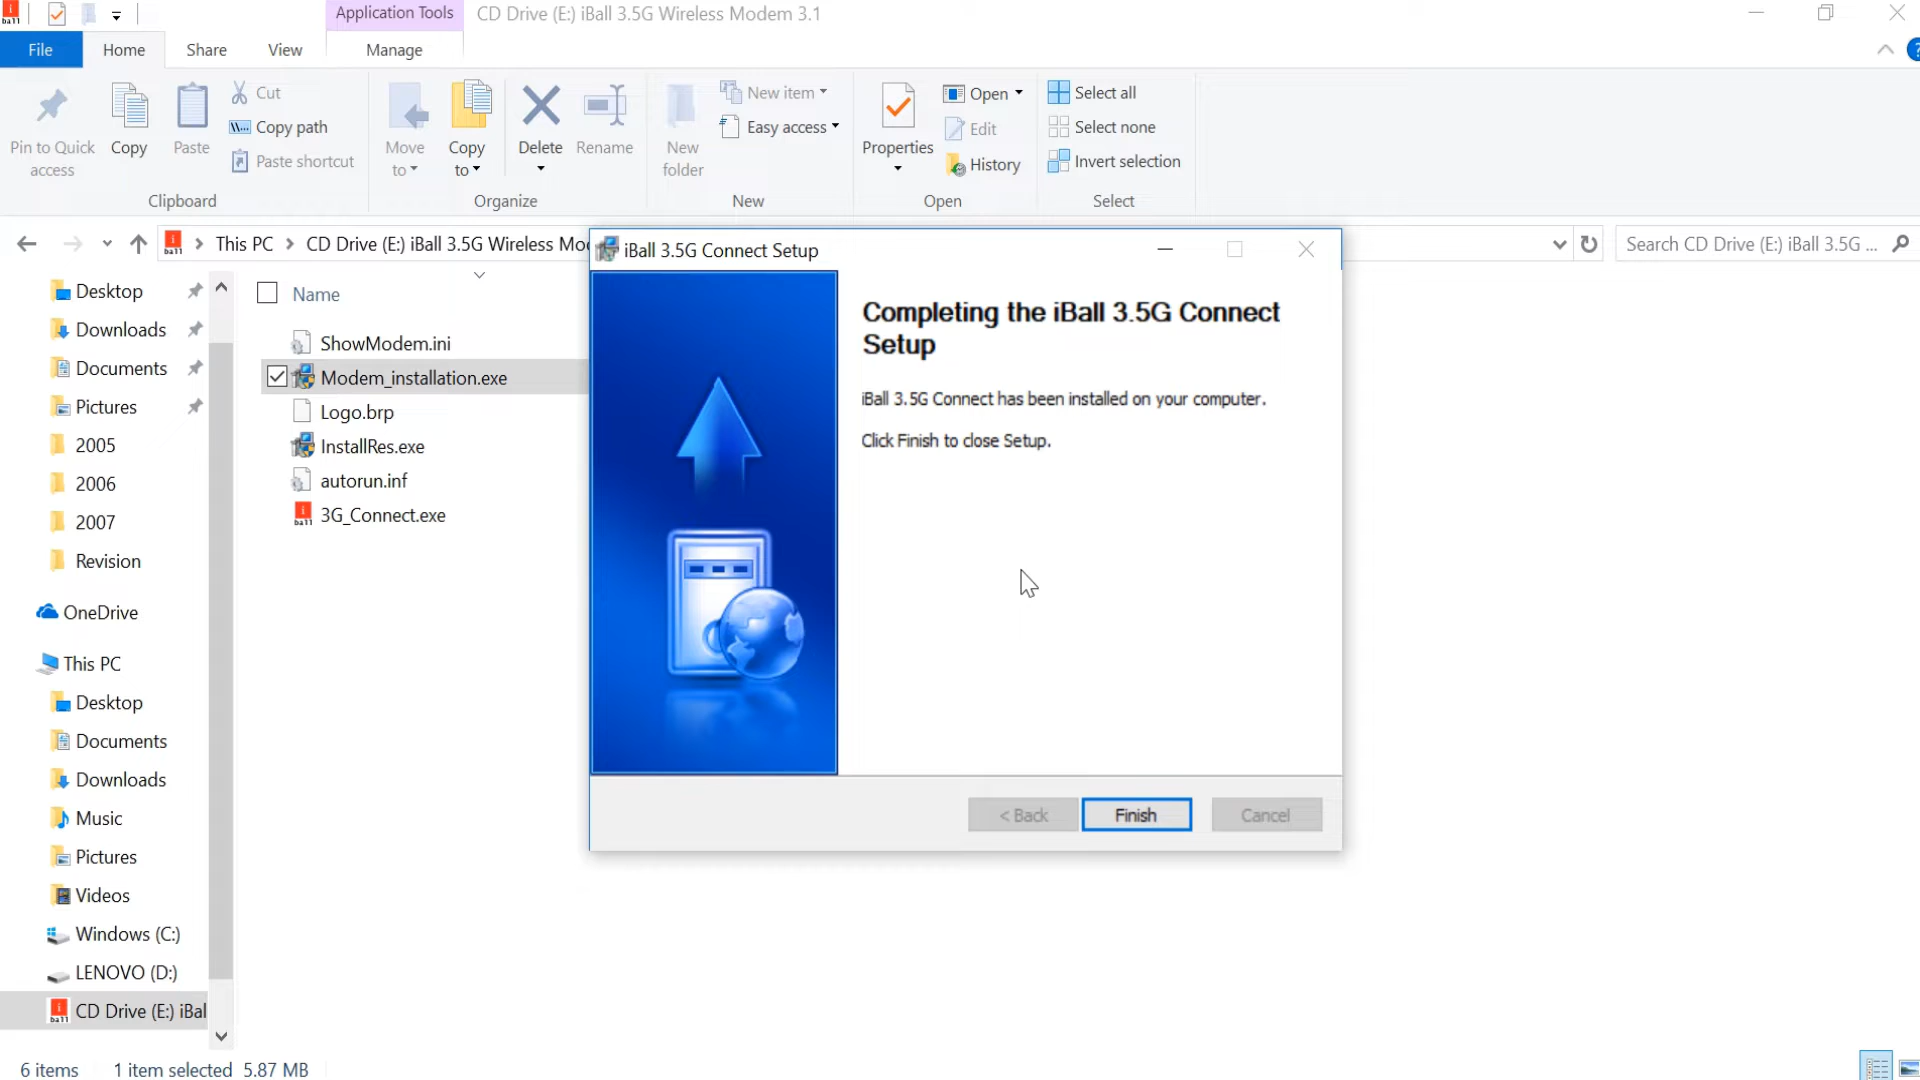 Application Tools
CD Drive (E:) iBall 3.5G Wireless Modem 3.1
File
Home
Share
View
Manage
Pin to Quick
access
Copy
Paste
Cut
Copy path
Paste shortcut
Clipboard
Move
to
Copy
to
Delete
Rename
Organize
New
folder
New item
Easy access
New
Properties
Open
Edit
History
Open
Select all
Select none
Invert selection
Select
This PC
CD Drive (E:) iBall 3.5G Wireless
Search CD Drive (E:) iBall 3.5G ...
Desktop
Downloads
Documents
Pictures
2005
2006
2007
Revision
OneDrive
This PC
Desktop
Documents
Downloads
Music
Pictures
Videos
Windows (C:)
LENOVO (D:)
CD Drive (E:) iBal
Name
ShowModem.ini
Modem_installation.exe
Logo.brp
InstallRes.exe
autorun.inf
3G_Connect.exe
iBall 3.5G Connect Setup
Completing the iBall 3.5G Connect
Setup
iBall 3.5G Connect has been installed on your computer.
Click Finish to close Setup.
< Back
Finish
Cancel
6 items
1 item selected 5.87 MB